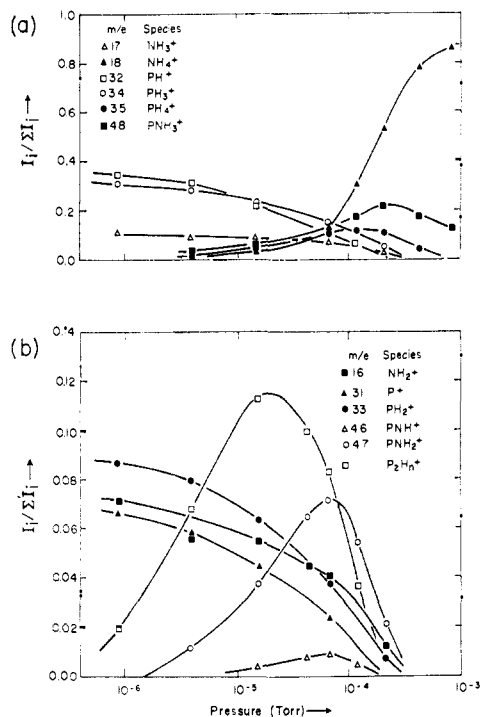 (a)
m/e Species
17 NH₃⁺
18 NH₄⁺
32 PH⁺
34 PH₃⁺
35 PH₄⁺
48 PNH₃⁺
1.0
0.8
0.6
0.4
0.2
0.0
Iᵢ/ΣIᵢ →
(b)
m/e Species
16 NH₂⁺
31 P⁺
33 PH₂⁺
46 PNH⁺
47 PNH₂⁺
P₂Hₙ⁺
0.14
0.12
0.10
0.08
0.06
0.04
0.02
0.00
Iᵢ/ΣIᵢ →
10⁻⁶ 10⁻⁵ 10⁻⁴ 10⁻³
Pressure (Torr) →